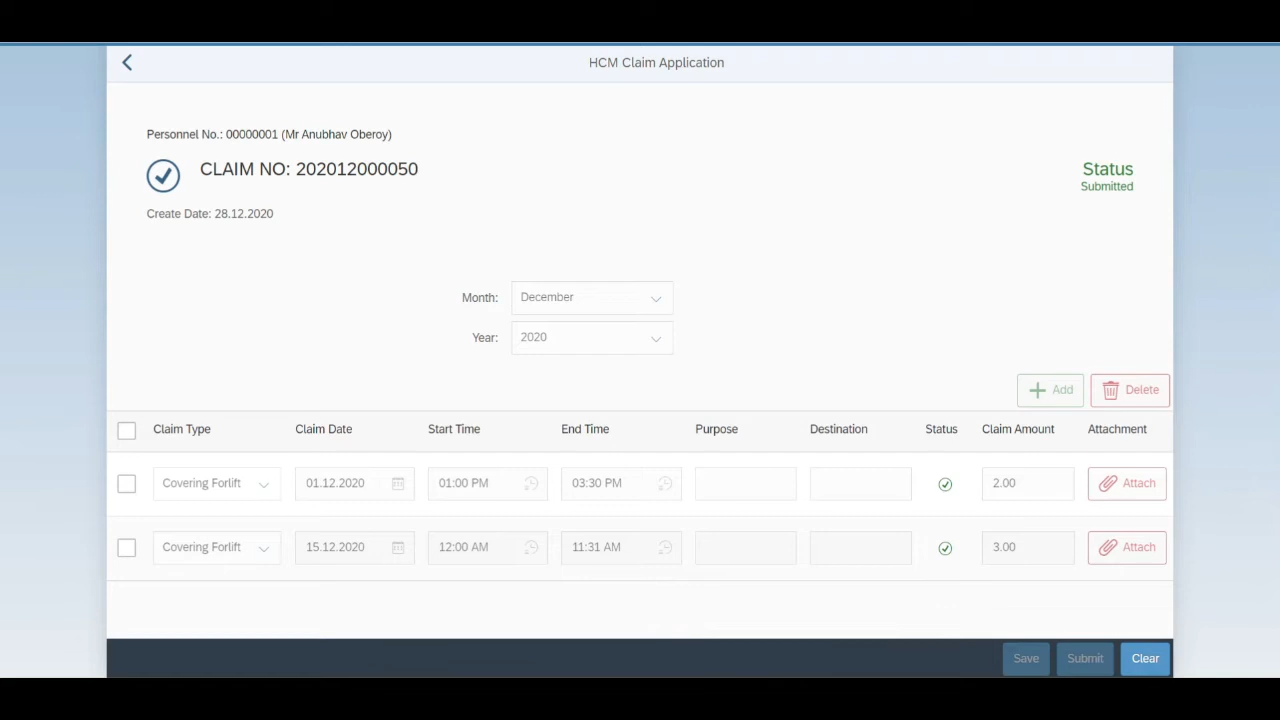 HCM Claim Application
Personnel No.: 00000001 (Mr Anubhav Oberoy)
CLAIM NO: 202012000050
Status
Submitted
Create Date: 28.12.2020
Month: December
Year: 2020
Add Delete
Claim Type Claim Date Start Time End Time Purpose Destination Status Claim Amount Attachment
Covering Forlift 01.12.2020 01:00 PM 03:30 PM 2.00 Attach
Covering Forlift 15.12.2020 12:00 AM 11:31 AM 3.00 Attach
Save Submit Clear